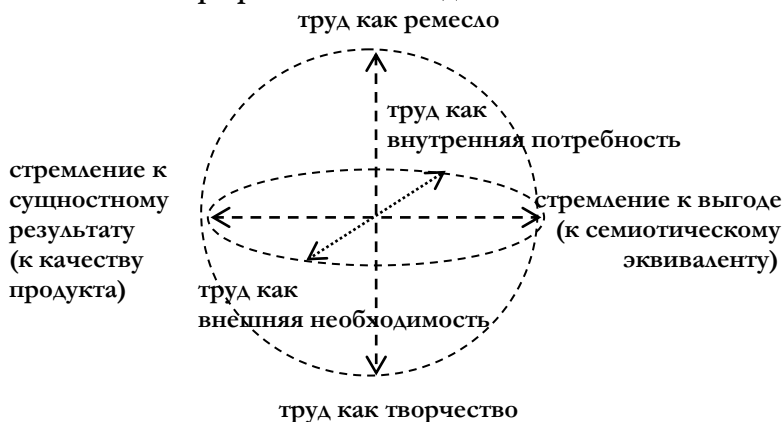 труд как ремесло
труд как
внутренняя потребность
стремление к
сущностному
результату
(к качеству
продукта)
стремление к выгоде
(к семиотическому
эквиваленту)
труд как
внешняя необходимость
труд как творчество